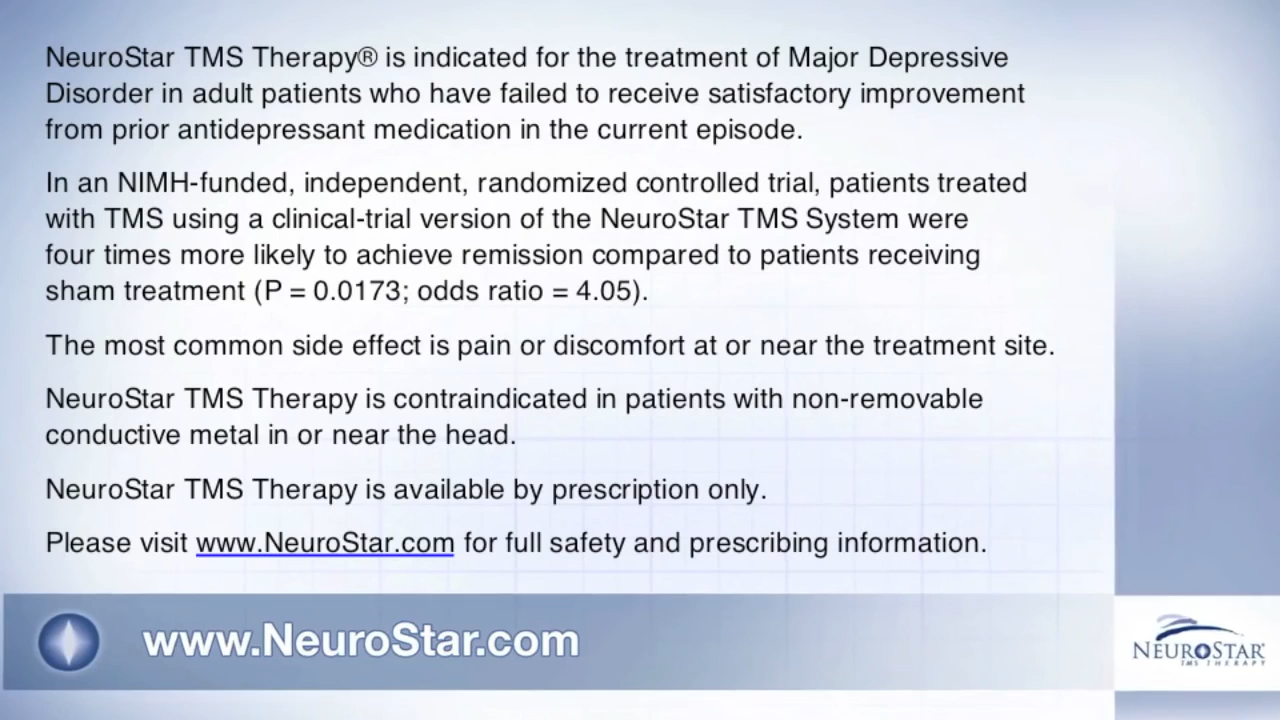 NeuroStar TMS Therapy® is indicated for the treatment of Major Depressive
Disorder in adult patients who have failed to receive satisfactory improvement
from prior antidepressant medication in the current episode.
In an NIMH-funded, independent, randomized controlled trial, patients treated
with TMS using a clinical-trial version of the NeuroStar TMS System were
four times more likely to achieve remission compared to patients receiving
sham treatment (P = 0.0173; odds ratio = 4.05).
The most common side effect is pain or discomfort at or near the treatment site.
NeuroStar TMS Therapy is contraindicated in patients with non-removable
conductive metal in or near the head.
NeuroStar TMS Therapy is available by prescription only.
Please visit www.NeuroStar.com for full safety and prescribing information.
www.NeuroStar.com
NEUROSTAR®
TMS THERAPY